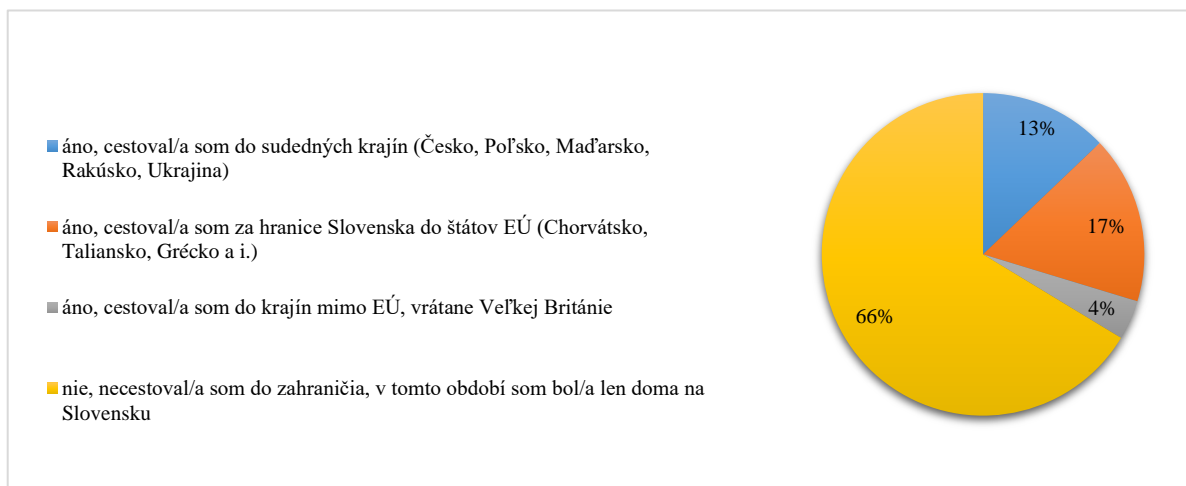 áno, cestoval/a som do sudedných krajín (Česko, Poľsko, Maďarsko,
Rakúsko, Ukrajina)
áno, cestoval/a som za hranice Slovenska do štátov EÚ (Chorvátsko,
Taliansko, Grécko a i.)
áno, cestoval/a som do krajín mimo EÚ, vrátane Veľkej Británie
nie, necestoval/a som do zahraničia, v tomto období som bol/a len doma na
Slovensku
13%
17%
4%
66%